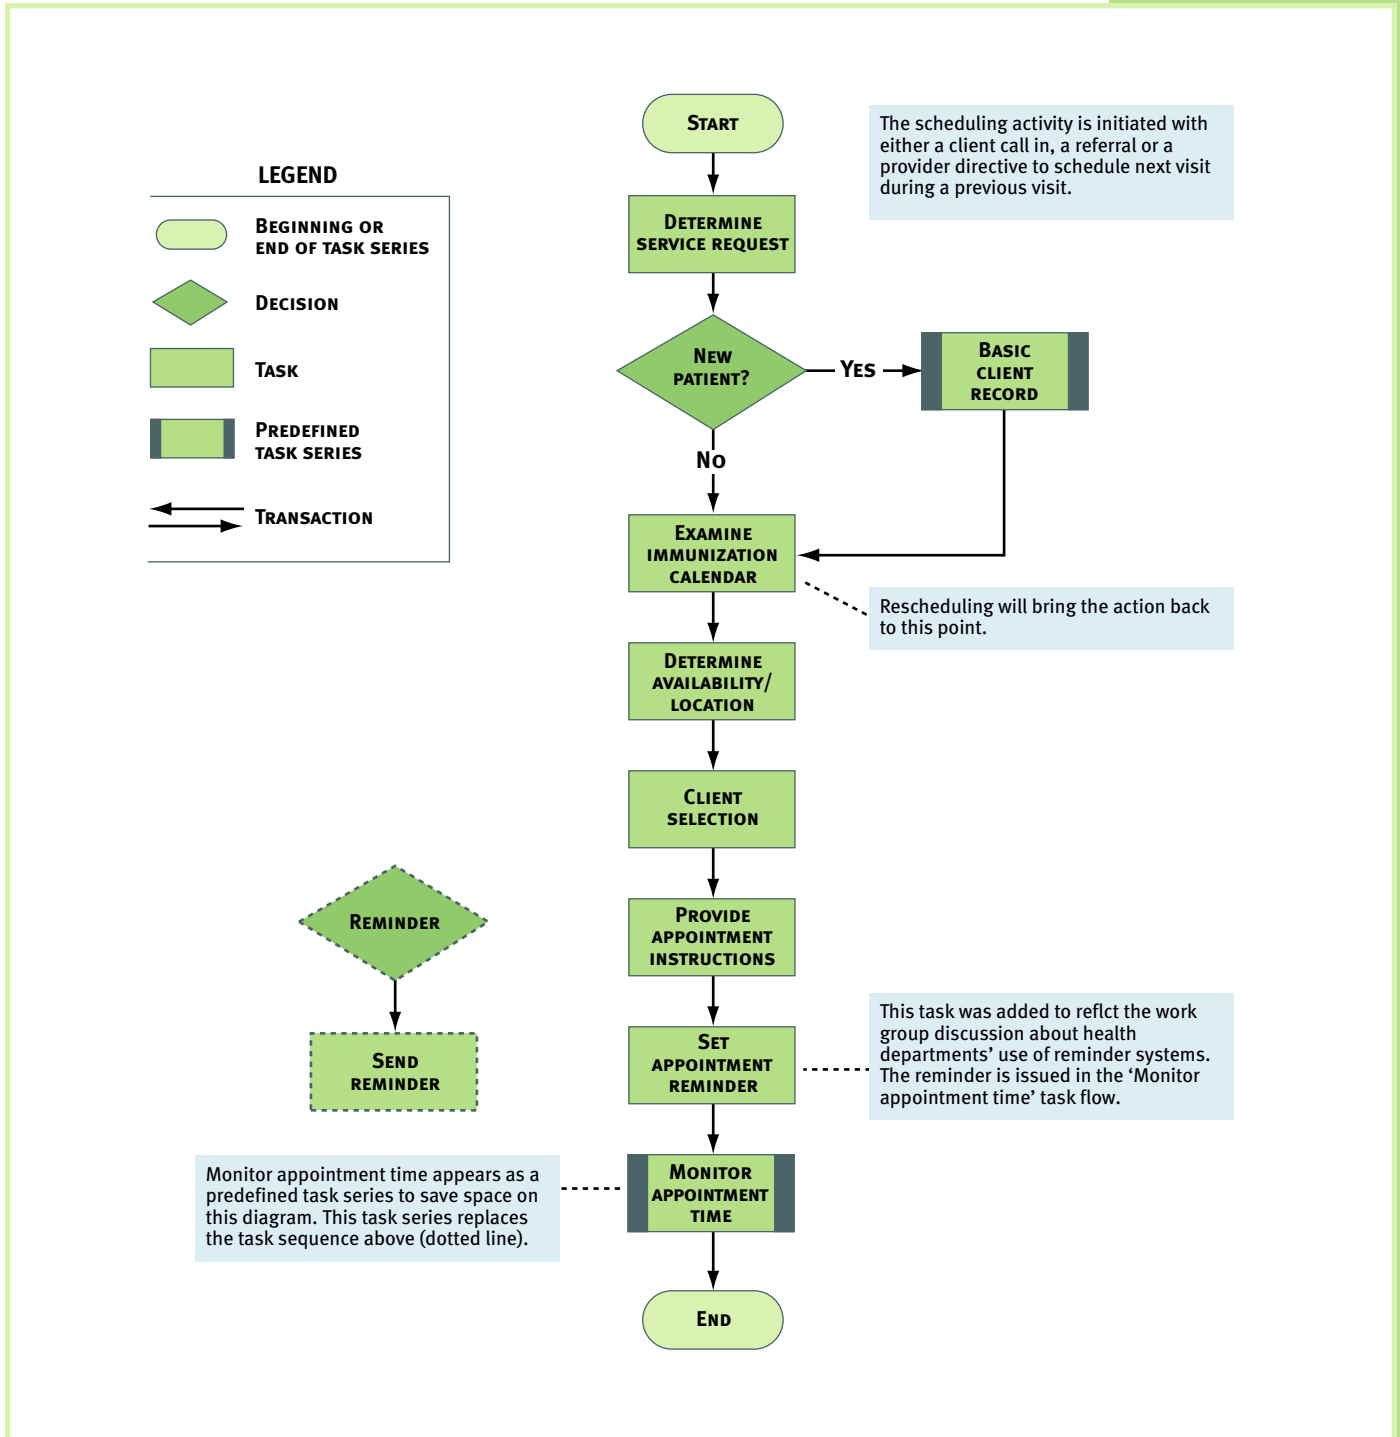 START
The scheduling activity is initiated with
either a client call in, a referral or a
provider directive to schedule next visit
during a previous visit.
LEGEND
BEGINNING OR
END OF TASK SERIES
DECISION
TASK
PREDEFINED
TASK SERIES
TRANSACTION
DETERMINE
SERVICE REQUEST
NEW
PATIENT?
YES
BASIC
CLIENT
RECORD
NO
EXAMINE
IMMUNIZATION
CALENDAR
Rescheduling will bring the action back
to this point.
DETERMINE
AVAILABILITY/
LOCATION
CLIENT
SELECTION
REMINDER
SEND
REMINDER
PROVIDE
APPOINTMENT
INSTRUCTIONS
SET
APPOINTMENT
REMINDER
This task was added to reflct the work
group discussion about health
departments’ use of reminder systems.
The reminder is issued in the ‘Monitor
appointment time’ task flow.
Monitor appointment time appears as a
predefined task series to save space on
this diagram. This task series replaces
the task sequence above (dotted line).
MONITOR
APPOINTMENT
TIME
END